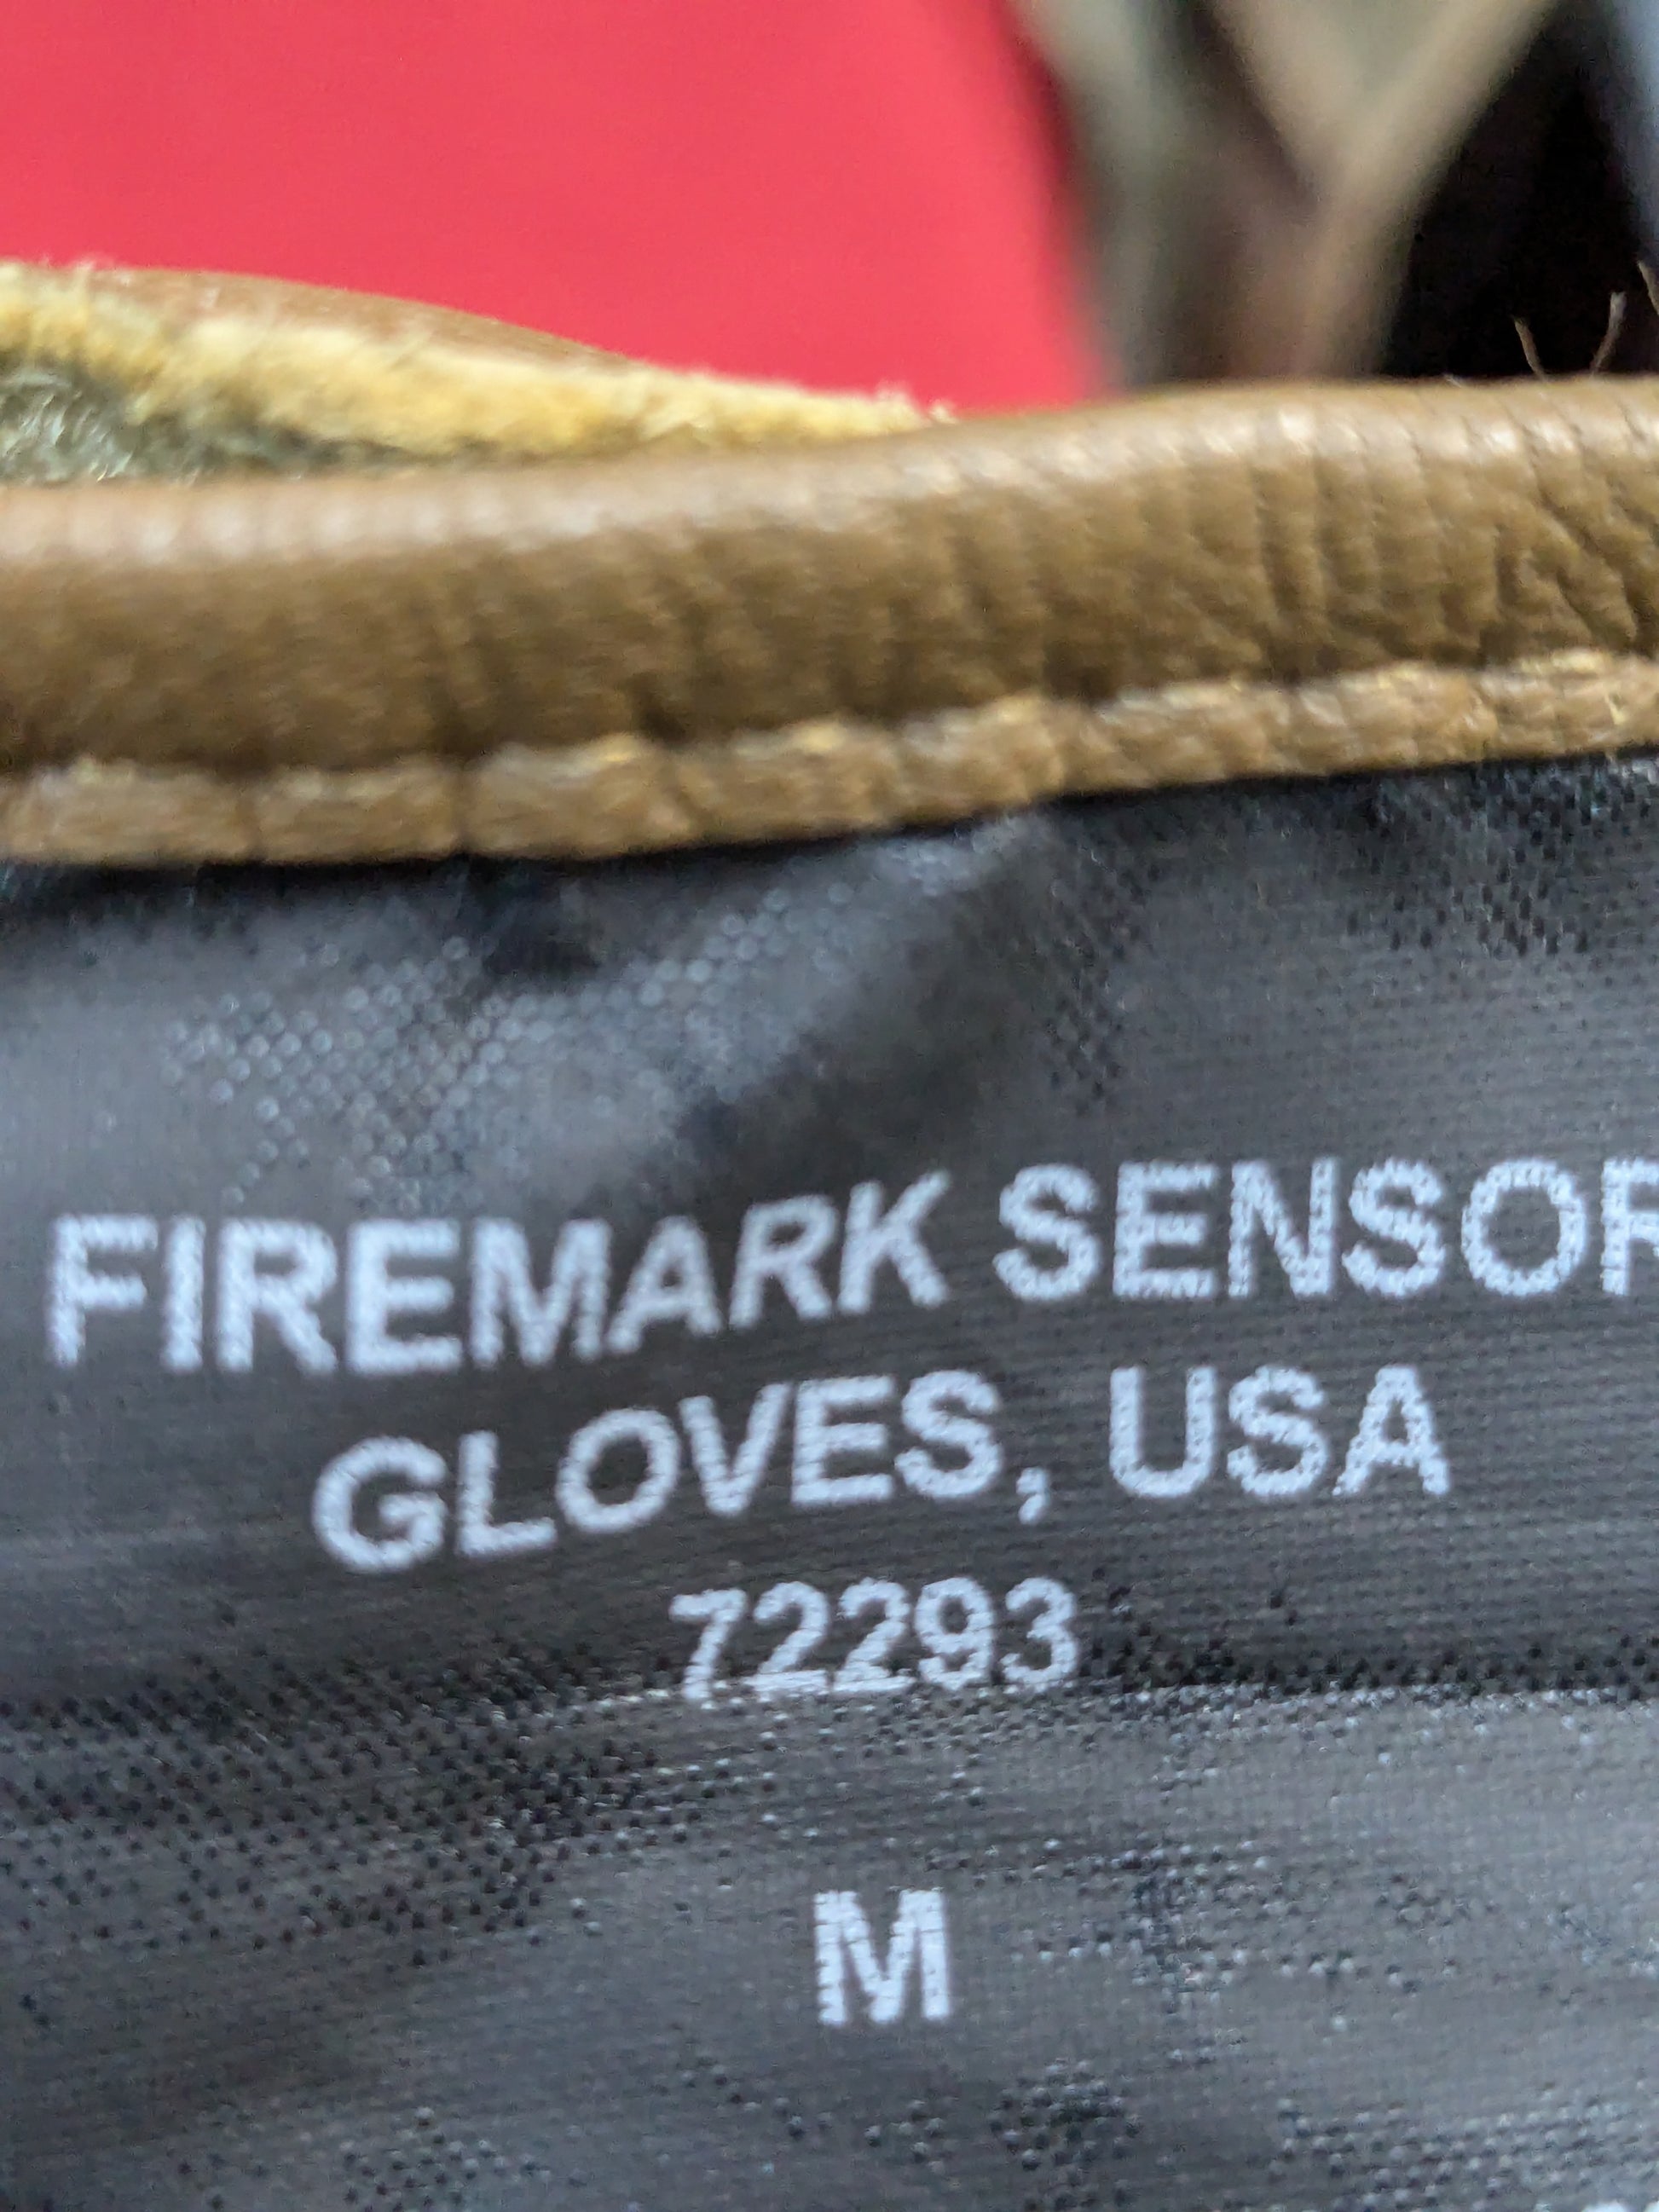 FIREMARK SENSOR
GLOVES, USA
72293
M